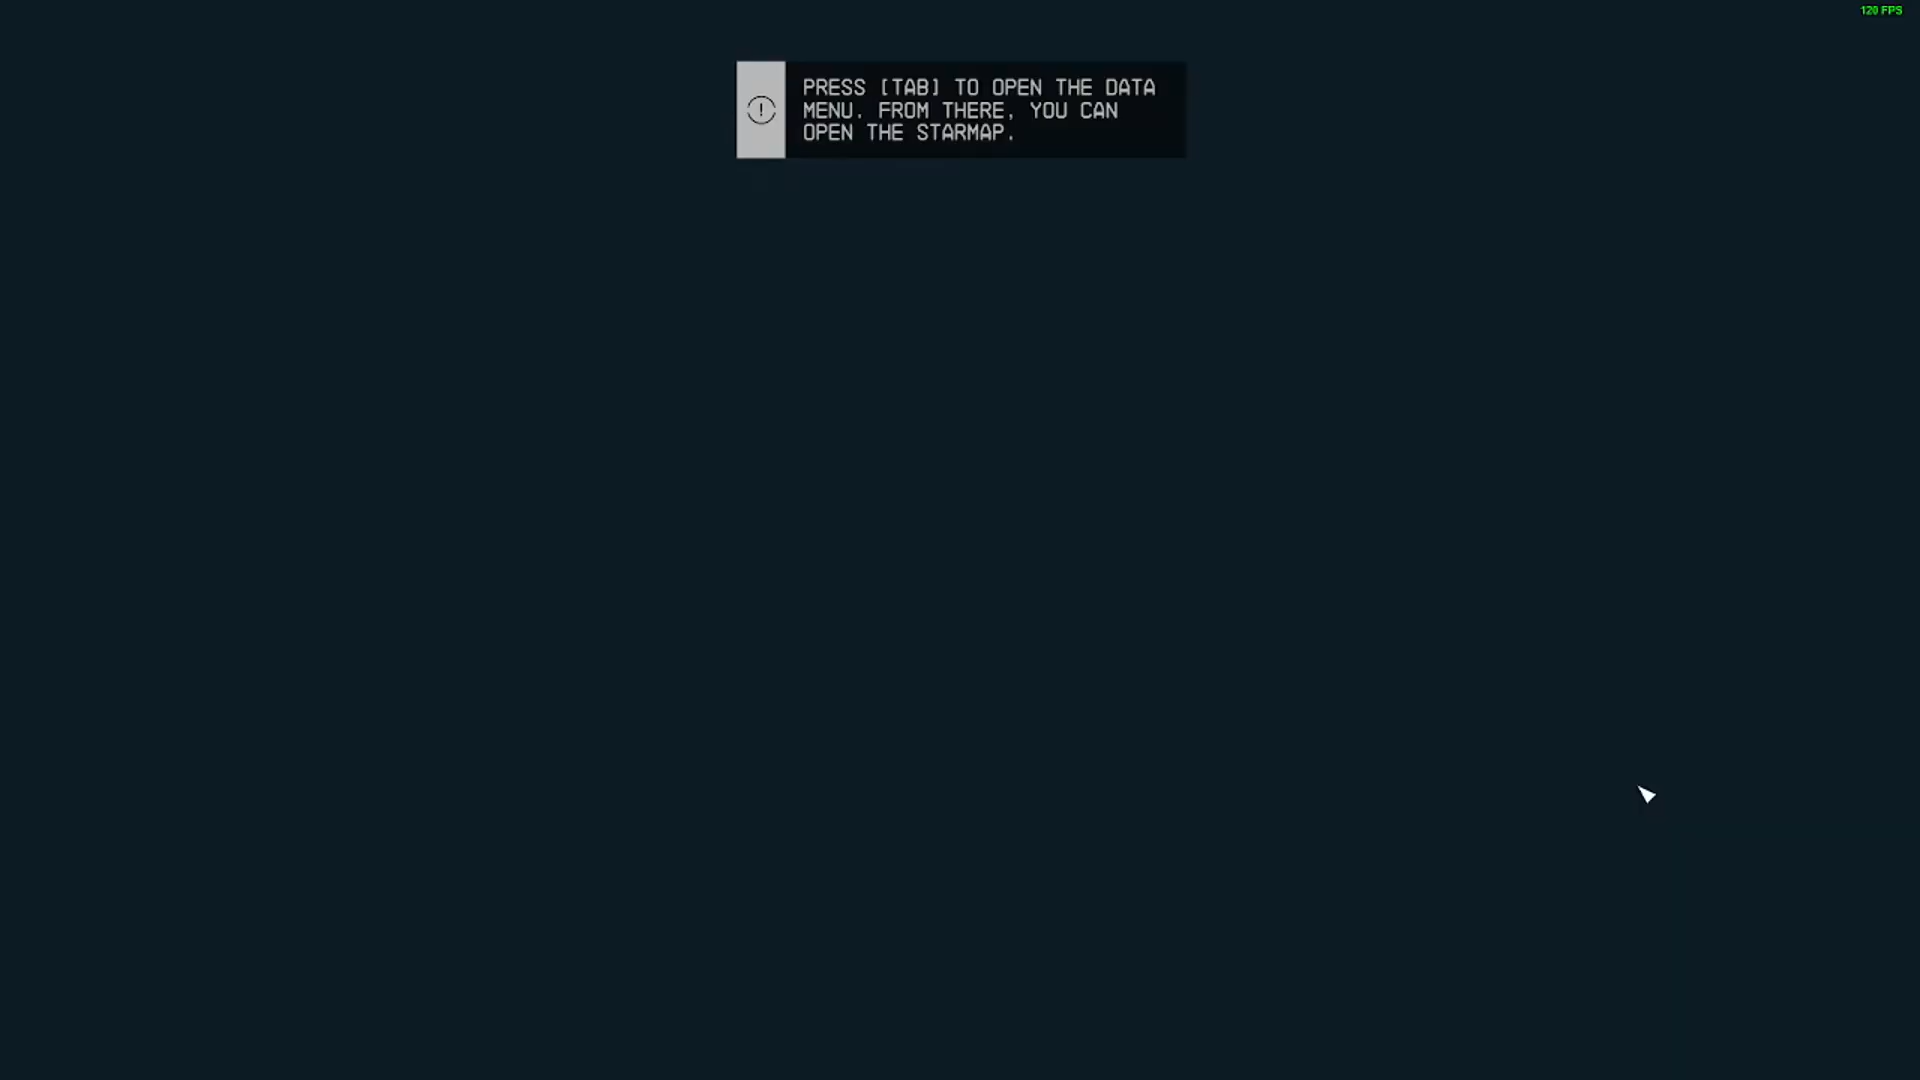 120 FPS
PRESS [TAB] TO OPEN THE DATA
MENU. FROM THERE, YOU CAN
OPEN THE STARMAP.